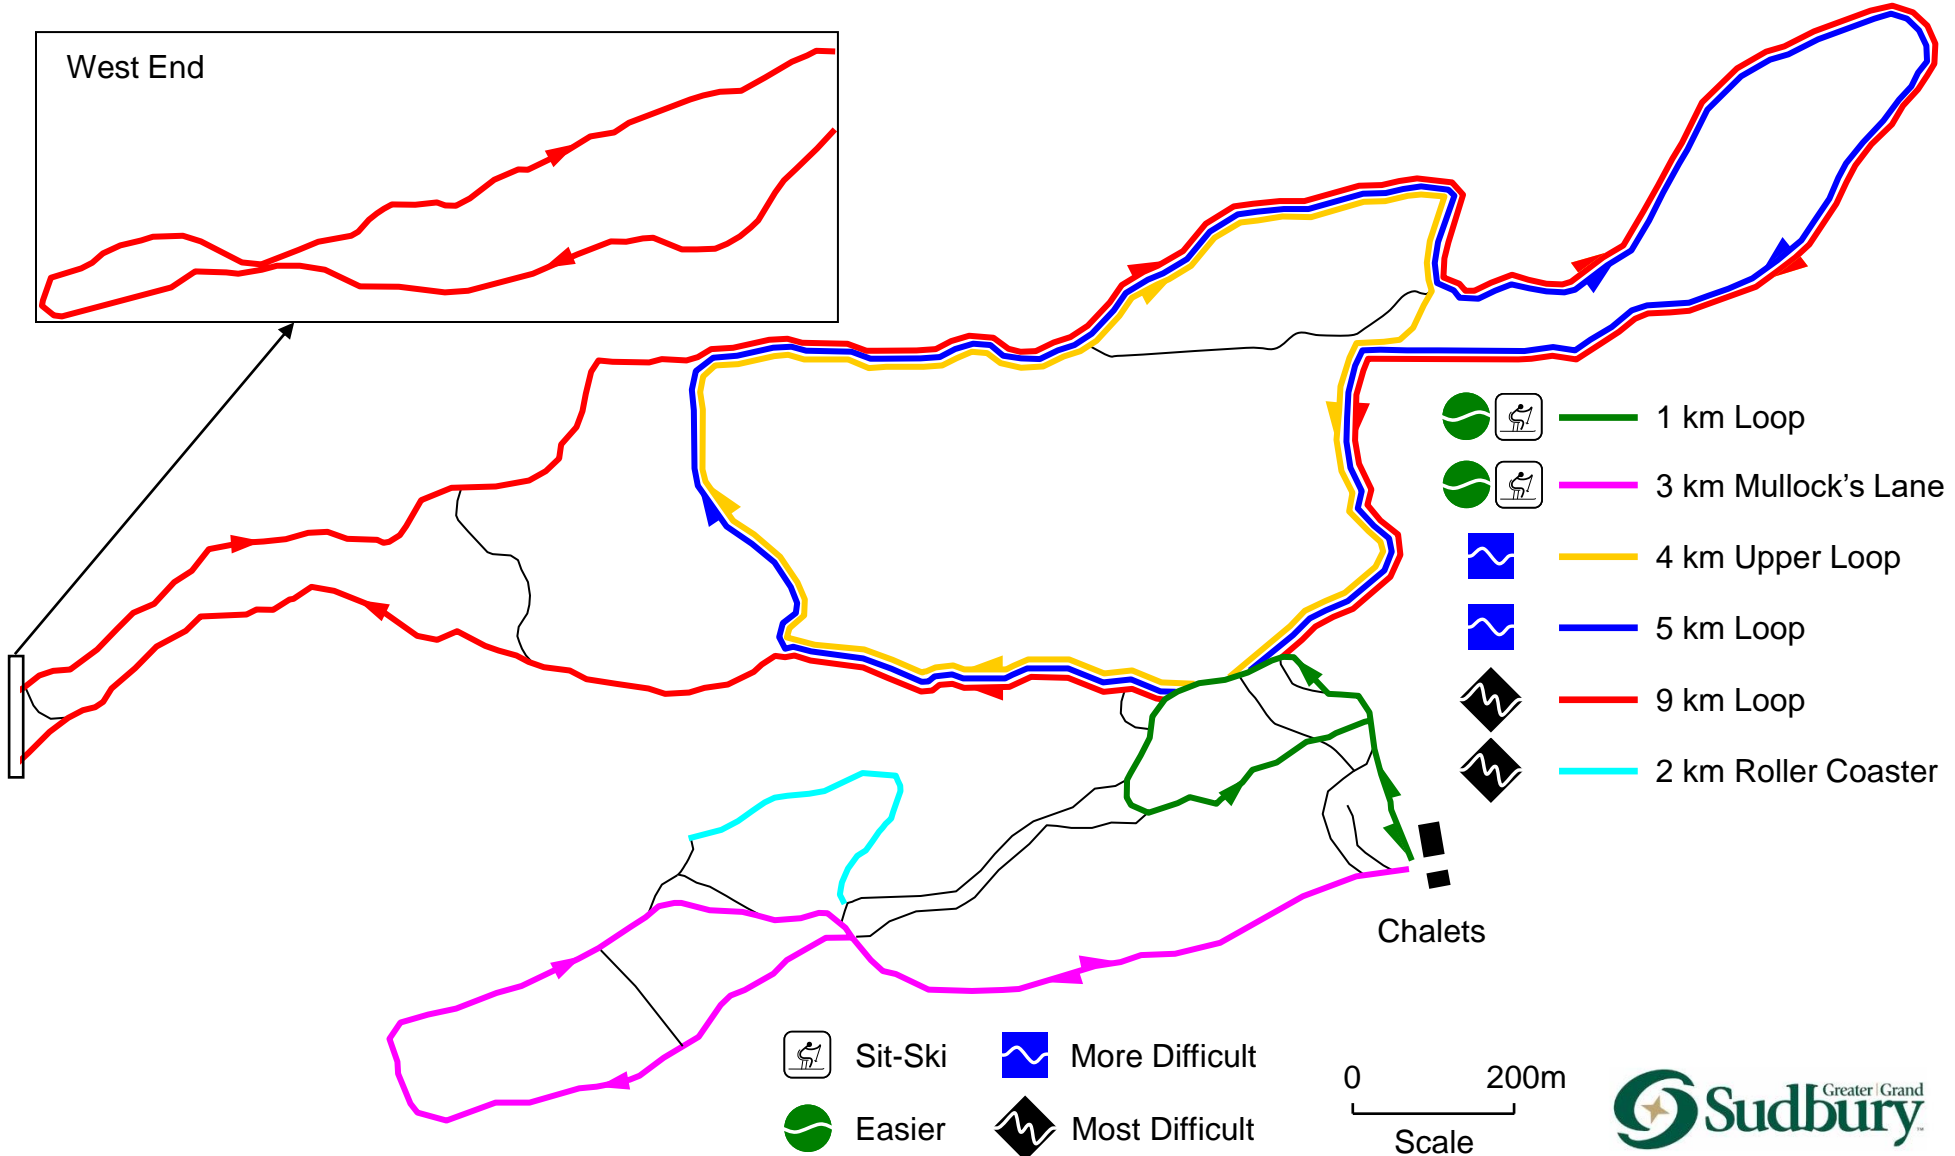 West End
1 km Loop
3 km Mullock's Lane
4 km Upper Loop
5 km Loop
9 km Loop
2 km Roller Coaster
Chalets
Sit-Ski
More Difficult
Easier
Most Difficult
0 200m
Scale
Greater | Grand
Sudbury